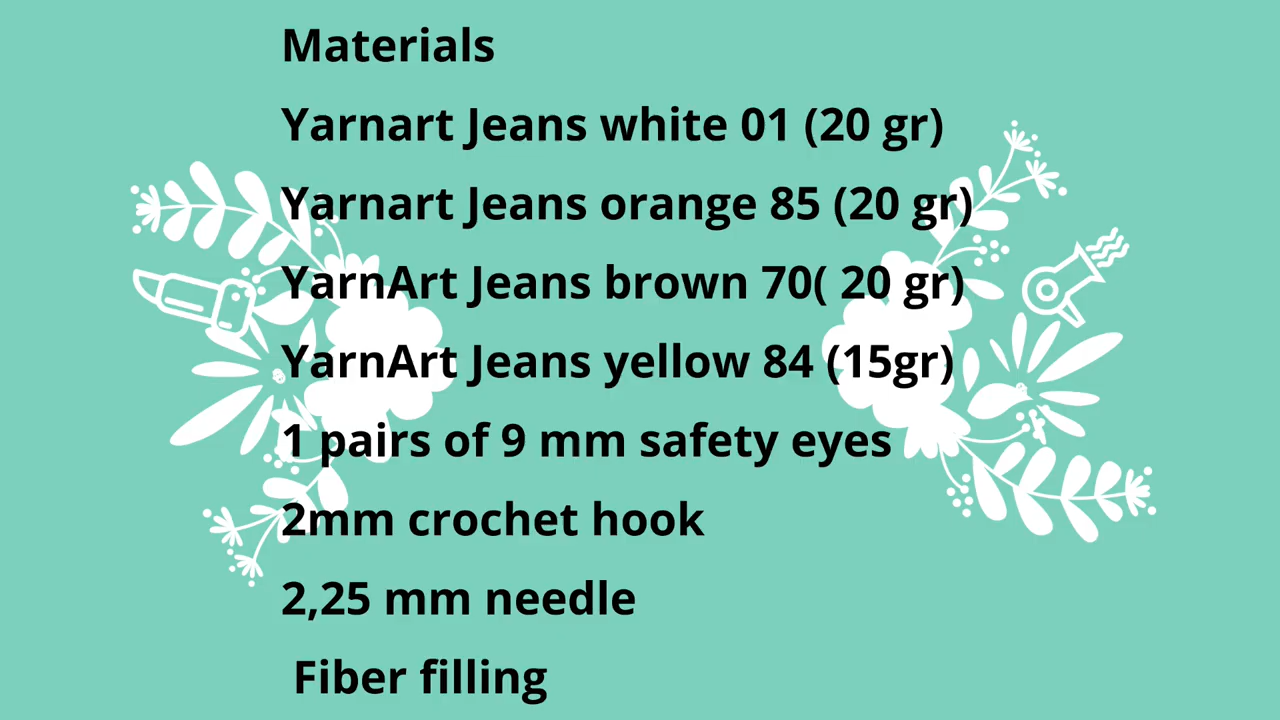 Materials
Yarnart Jeans white 01 (20 gr)
Yarnart Jeans orange 85 (20 gr)
YarnArt Jeans brown 70( 20 gr)
YarnArt Jeans yellow 84 (15gr)
1 pairs of 9 mm safety eyes
2mm crochet hook
2,25 mm needle
Fiber filling